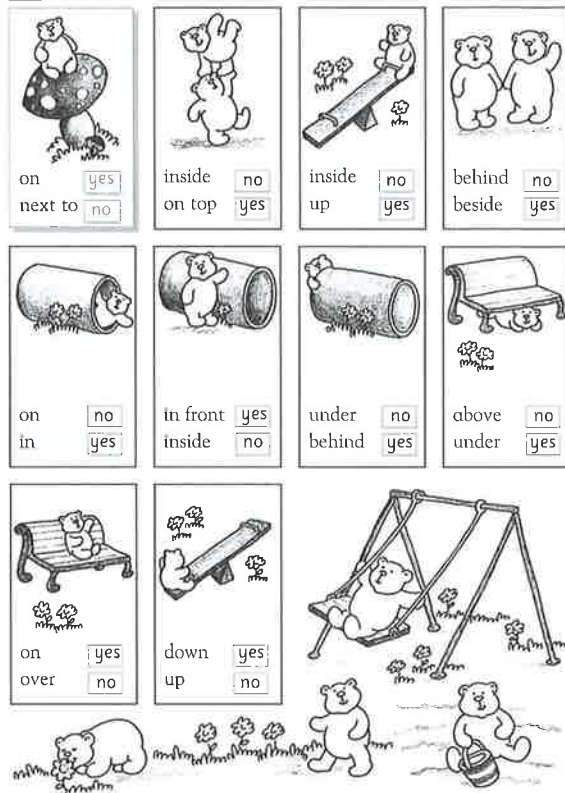 on yes
next to no
inside no
on top yes
inside no
up yes
behind no
beside yes
on no
in yes
in front yes
inside no
under no
behind yes
above no
under yes
on yes
over no
down yes
up no